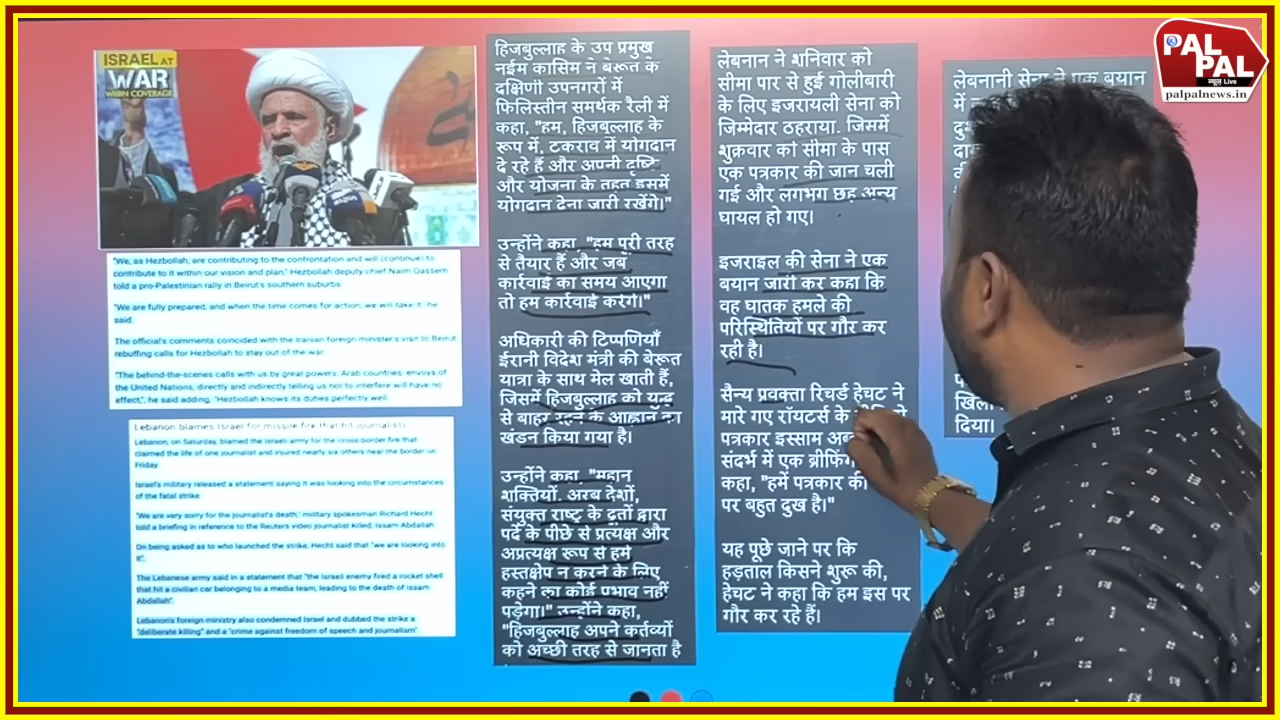 ISRAEL AT
WAR
WION COVERAGE
"We, as Hezbollah, are contributing to the confrontation and will (continue) to
contribute to it within our vision and plan," Hezbollah deputy chief Naim Qassem
told a pro-Palestinian rally in Beirut's southern suburbs
"We are fully prepared, and when the time comes for action, we will take it," he
said.
The official's comments coincided with the Iranian foreign minister's visit to Beirut,
rebuffing calls for Hezbollah to stay out of the war.
"The behind-the-scenes calls with us by great powers, Arab countries, envoys of
the United Nations, directly and indirectly telling us not to interfere will have no
effect," he said adding, "Hezbollah knows its duties perfectly well
Lebanon blames Israel for missile fire that hit journalists
Lebanon, on Saturday, blamed the Israeli army for the cross-border fire that
claimed the life of one journalist and injured nearly six others near the border on
Friday
Israel's military released a statement saying it was looking into the circumstances
of the fatal strike.
"We are very sorry for the journalist's death," military spokesman Richard Hecht
told a briefing in reference to the Reuters video journalist killed, Issam Abdallah.
On being asked as to who launched the strike, Hecht said that "we are looking into
it".
The Lebanese army said in a statement that "the Israeli enemy fired a rocket shell
that hit a civilian car belonging to a media team, leading to the death of Issam
Abdallah".
Lebanon's foreign ministry also condemned Israel and dubbed the strike a
"deliberate killing" and a "crime against freedom of speech and journalism"
हिजबुल्लाह के उप प्रमुख
नईम कासिम ने बेरूत के
दक्षिणी उपनगरों में
फिलिस्तीन समर्थक रैली में
कहा, "हम, हिजबुल्लाह के
रूप में, टकराव में योगदान
दे रहे हैं और अपनी दृष्टि
और योजना के तहत इसमें
योगदान देना जारी रखेंगे।"
उन्होंने कहा, "हम पूरी तरह
से तैयार हैं और जब
कार्रवाई का समय आएगा
तो हम कार्रवाई करेंगे।"
अधिकारी की टिप्पणियाँ
ईरानी विदेश मंत्री की बेरूत
यात्रा के साथ मेल खाती हैं,
जिसमें हिजबुल्लाह को युद्ध
से बाहर रहने के आह्वान का
खंडन किया गया है।
उन्होंने कहा, "महान
शक्तियों, अरब देशों,
संयुक्त राष्ट्र के दूतों द्वारा
पर्दे के पीछे से प्रत्यक्ष और
अप्रत्यक्ष रूप से हमें
हस्तक्षेप न करने के लिए
कहने का कोई प्रभाव नहीं
पड़ेगा।" उन्होंने कहा,
"हिजबुल्लाह अपने कर्तव्यों
को अच्छी तरह से जानता है
लेबनान ने शनिवार को
सीमा पार से हुई गोलीबारी
के लिए इजरायली सेना को
जिम्मेदार ठहराया. जिसमें
शुक्रवार को सीमा के पास
एक पत्रकार की जान चली
गई और लगभग छह अन्य
घायल हो गए।
इजराइल की सेना ने एक
बयान जारी कर कहा कि
वह घातक हमले की
परिस्थितियों पर गौर कर
रही है।
सैन्य प्रवक्ता रिचर्ड हेचट ने
मारे गए रॉयटर्स के
पत्रकार इस्साम
संदर्भ में एक ब्रीफिंग
कहा, "हमें पत्रकार की
पर बहुत दुख है।"
यह पूछे जाने पर कि
हड़ताल किसने शुरू की,
हेचट ने कहा कि हम इस पर
गौर कर रहे हैं।
लेबनानी सेना ने एक बयान
में
दिया।
PAL
PAL
न्यूज़ Live
palpalnews.in